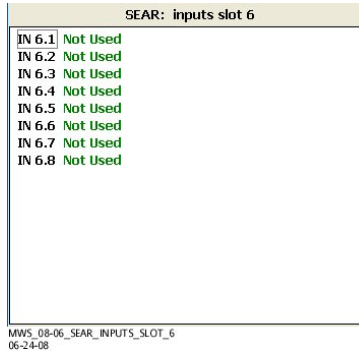 SEAR: inputs slot 6
IN 6.1 Not Used
IN 6.2 Not Used
IN 6.3 Not Used
IN 6.4 Not Used
IN 6.5 Not Used
IN 6.6 Not Used
IN 6.7 Not Used
IN 6.8 Not Used
MWS_08-06_SEAR_INPUTS_SLOT_6
06-24-08